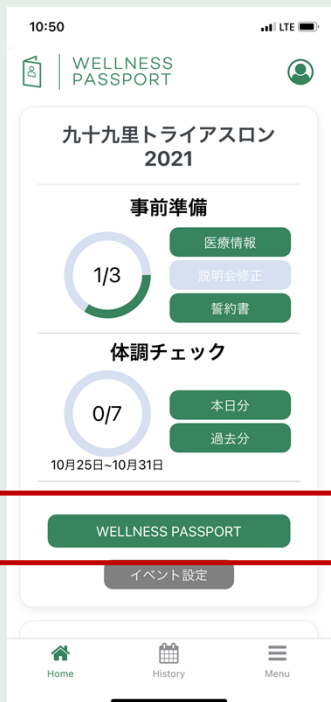 10:50
LTE
WELLNESS
PASSPORT
九十九里トライアスロン
2021
事前準備
1/3
医療情報
説明会修正
誓約書
体調チェック
0/7
本日分
過去分
10月25日~10月31日
WELLNESS PASSPORT
イベント設定
Home
History
Menu